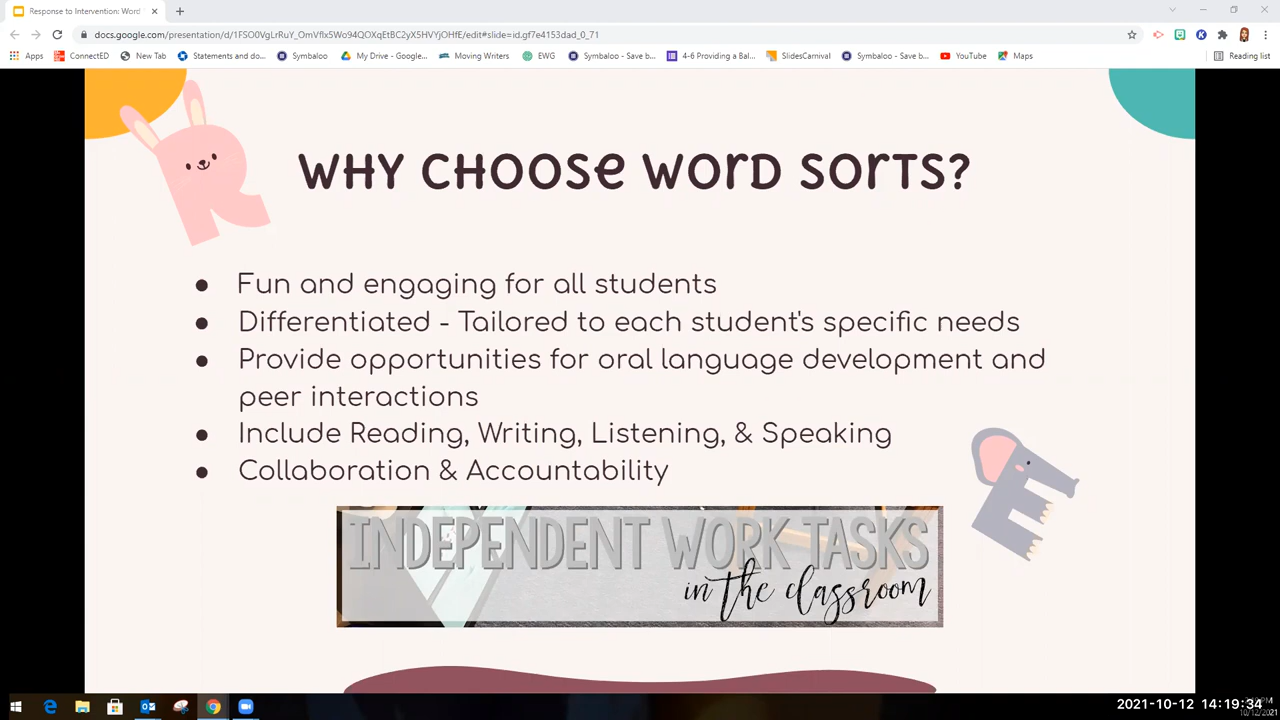 Response to Intervention: Word
docs.google.com/presentation/d/1FSO0VgLrRuY_OmVflx5Wo94QOXqEtBC2yX5HVYjOHfE/edit#slide=id.gf7e4153dad_0_71
Apps ConnectED New Tab Statements and do... Symbaloo My Drive - Google... Moving Writers EWG Symbaloo - Save b... 4-6 Providing a Bal... SlidesCarnival Symbaloo - Save b... YouTube Maps Reading list
WHY CHOOSE WORD SORTS?
● Fun and engaging for all students
● Differentiated - Tailored to each student's specific needs
● Provide opportunities for oral language development and
peer interactions
● Include Reading, Writing, Listening, & Speaking
● Collaboration & Accountability
INDEPENDENT WORK TASKS
in the classroom
2021-10-12 14:19:34
10/12/2021